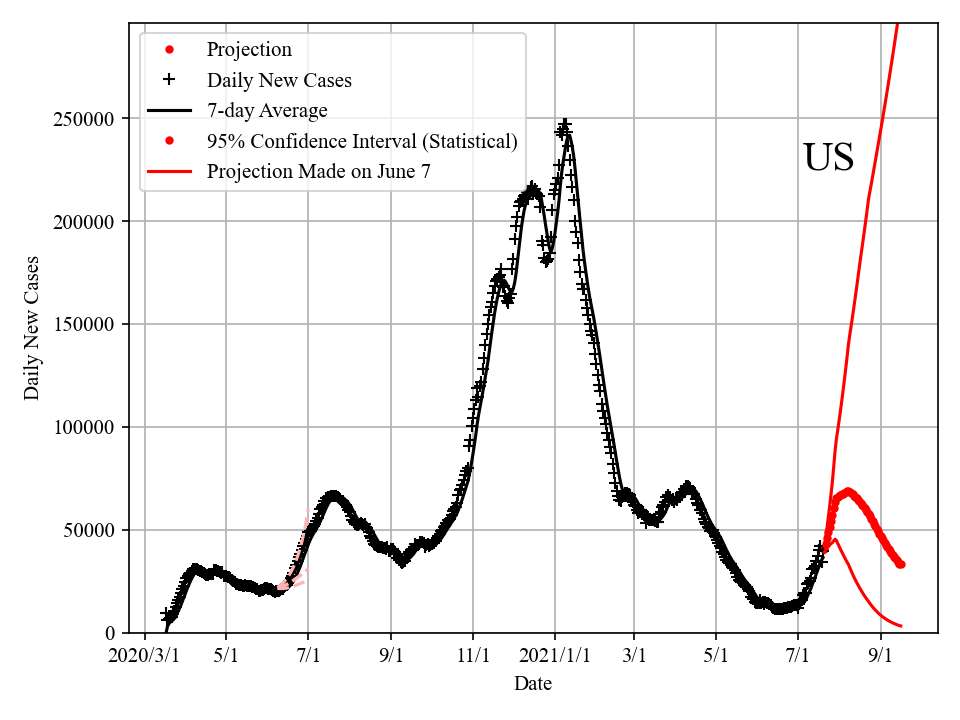 Projection
Daily New Cases
7-day Average
95% Confidence Interval (Statistical)
Projection Made on June 7
US
Daily New Cases
250000
200000
150000
100000
50000
0
2020/3/1 5/1 7/1 9/1 11/1 2021/1/1 3/1 5/1 7/1 9/1
Date